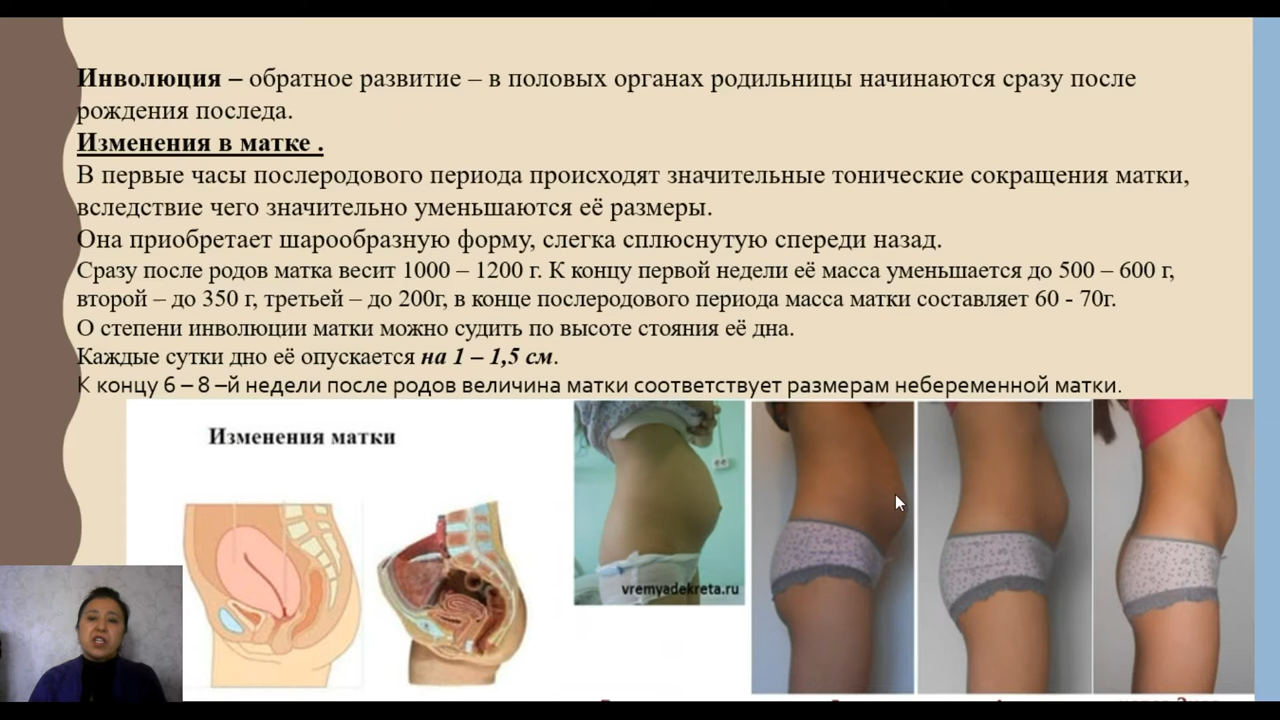 Инволюция – обратное развитие – в половых органах родильницы начинаются сразу после
рождения последа.
Изменения в матке .
В первые часы послеродового периода происходят значительные тонические сокращения матки,
вследствие чего значительно уменьшаются её размеры.
Она приобретает шарообразную форму, слегка сплюснутую спереди назад.
Сразу после родов матка весит 1000 – 1200 г. К концу первой недели её масса уменьшается до 500 – 600 г,
второй – до 350 г, третьей – до 200г, в конце послеродового периода масса матки составляет 60 - 70г.
О степени инволюции матки можно судить по высоте стояния её дна.
Каждые сутки дно её опускается на 1 – 1,5 см.
К концу 6 – 8 –й недели после родов величина матки соответствует размерам небеременной матки.
Изменения матки
vremyadekreta.ru